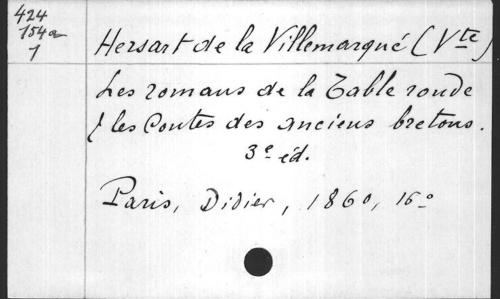 424
154a
1
Hersart de la Villemarqué (Vte)
Les romans de la Table ronde
& les Contes des anciens bretons.
3e éd.
Paris, Didier, 1860, 16o